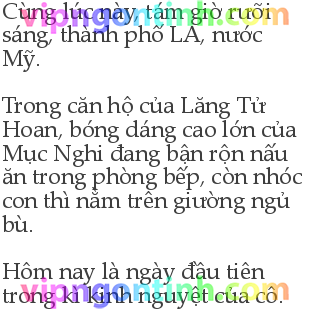 Cùng lúc này, tám giờ rưỡi
sáng, thành phố LA, nước
Mỹ.
Trong căn hộ của Lăng Tử
Hoan, bóng dáng cao lớn của
Mục Nghi đang bận rộn nấu
ăn trong phòng bếp, còn nhóc
con thì nằm trên giường ngủ
bù.
Hôm nay là ngày đầu tiên
trong kì kinh nguyệt của cô.
vipngontinh.com
vipngontinh.com